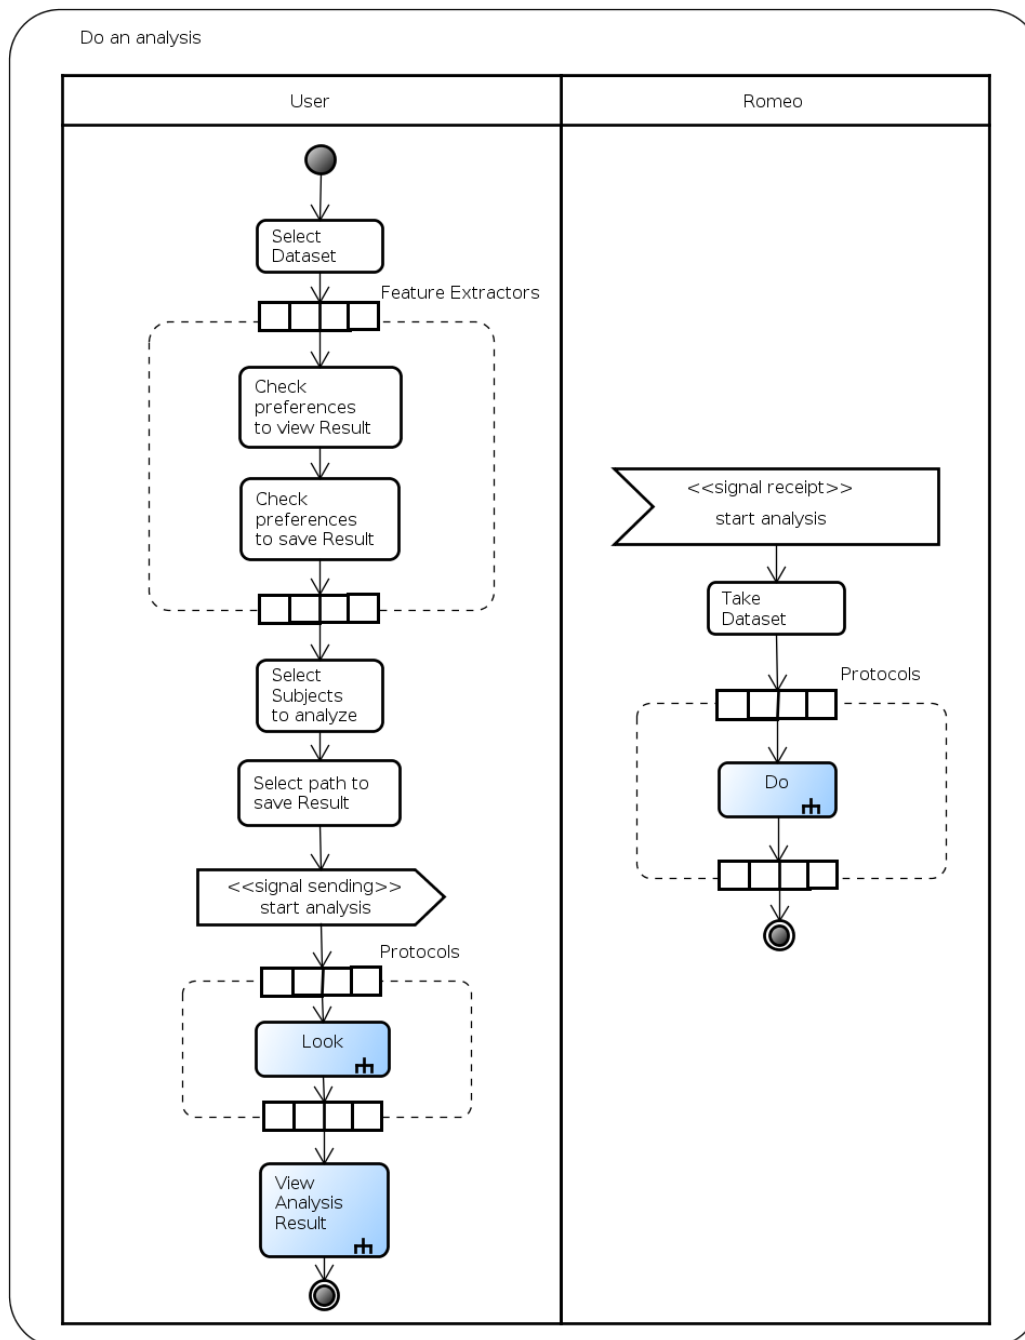 Do an analysis
User
Romeo
Select
Dataset
Feature Extractors
Check
preferences
to view Result
Check
preferences
to save Result
Select
Subjects
to analyze
Select path to
save Result
<<signal sending>>
start analysis
Protocols
Look
View
Analysis
Result
<<signal receipt>>
start analysis
Take
Dataset
Protocols
Do